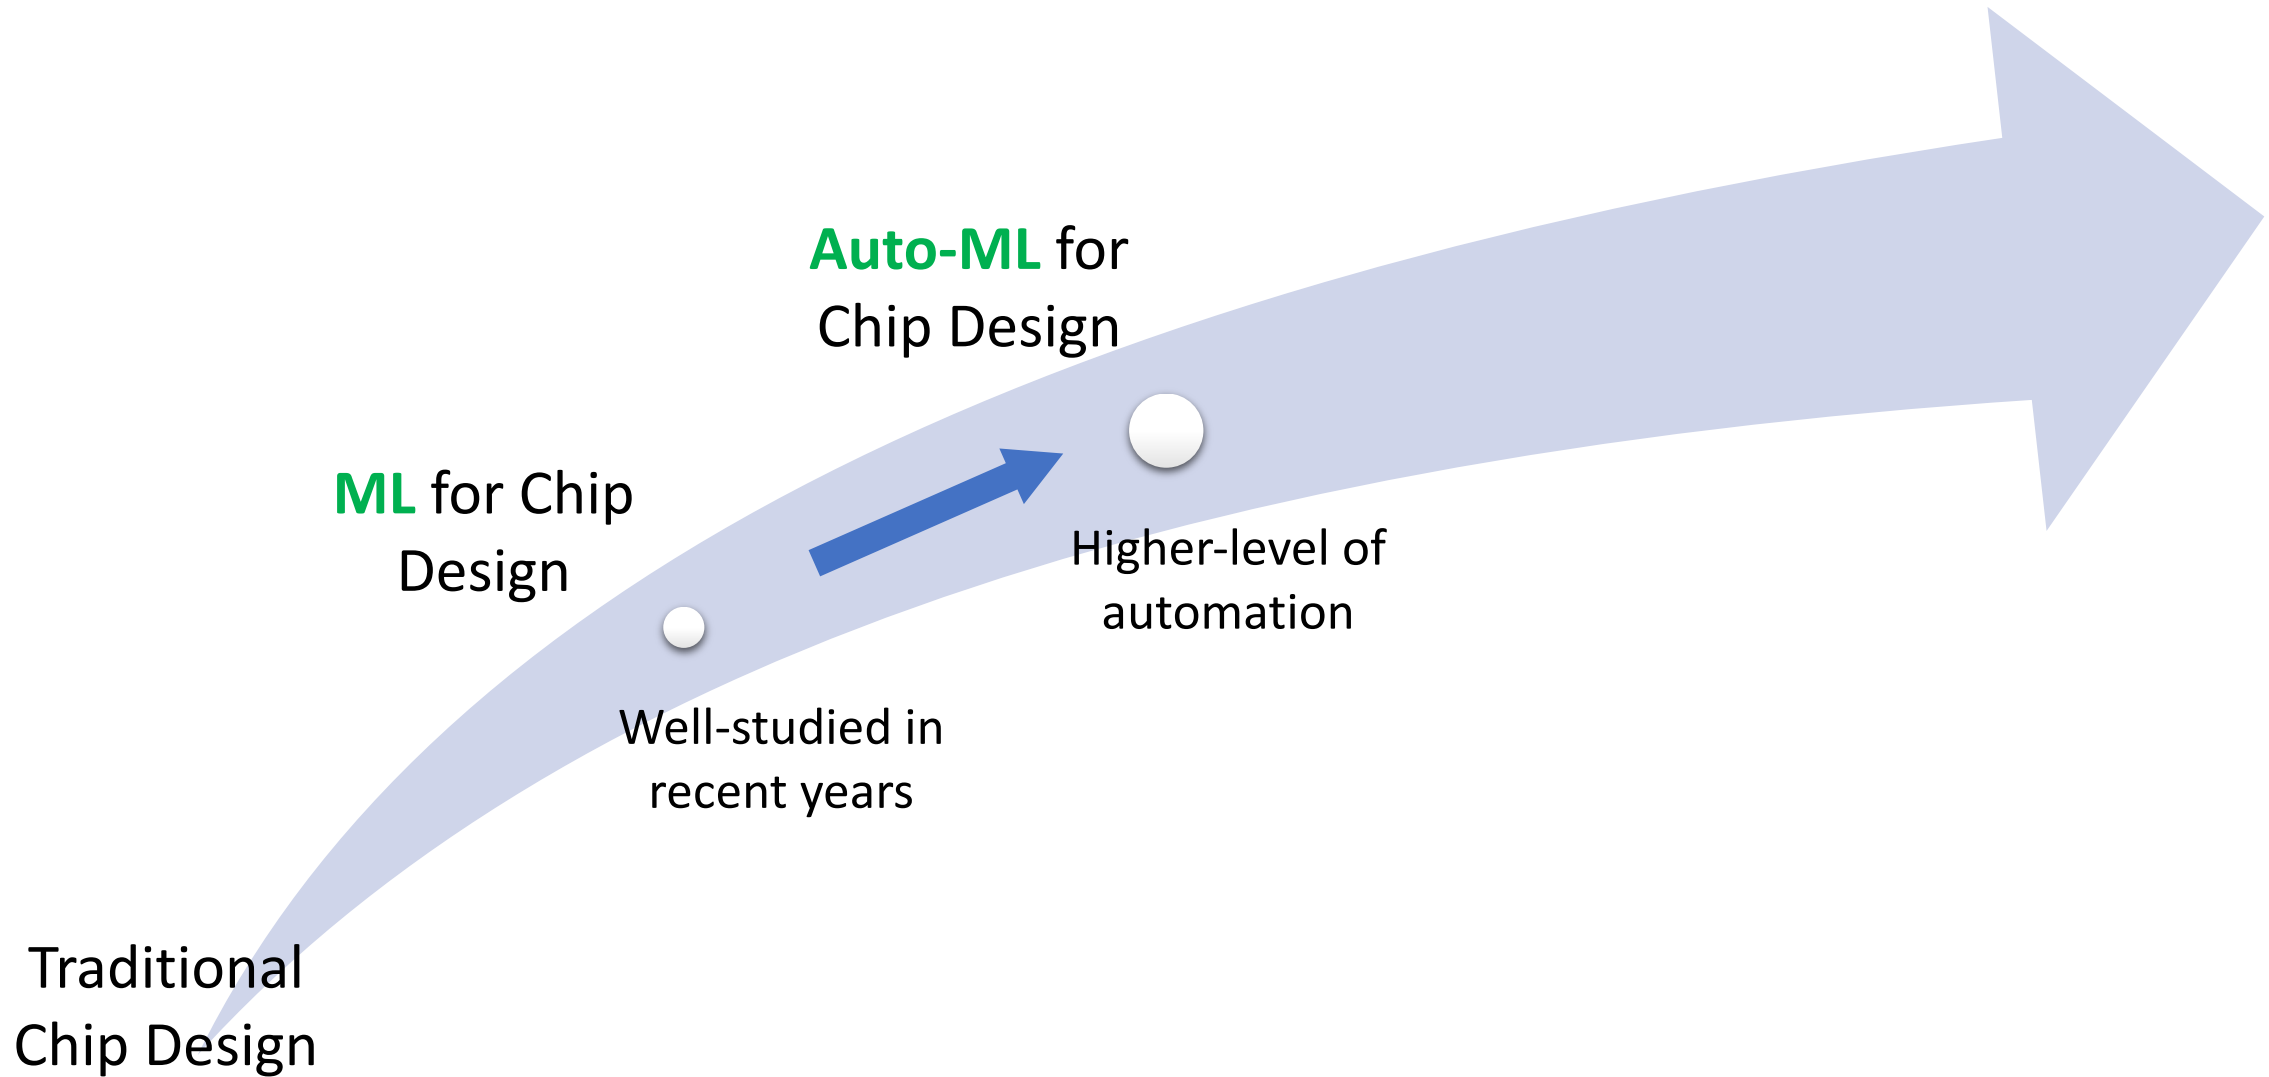 Auto-ML for
Chip Design
ML for Chip
Design
Higher-level of
automation
Well-studied in
recent years
Traditional
Chip Design